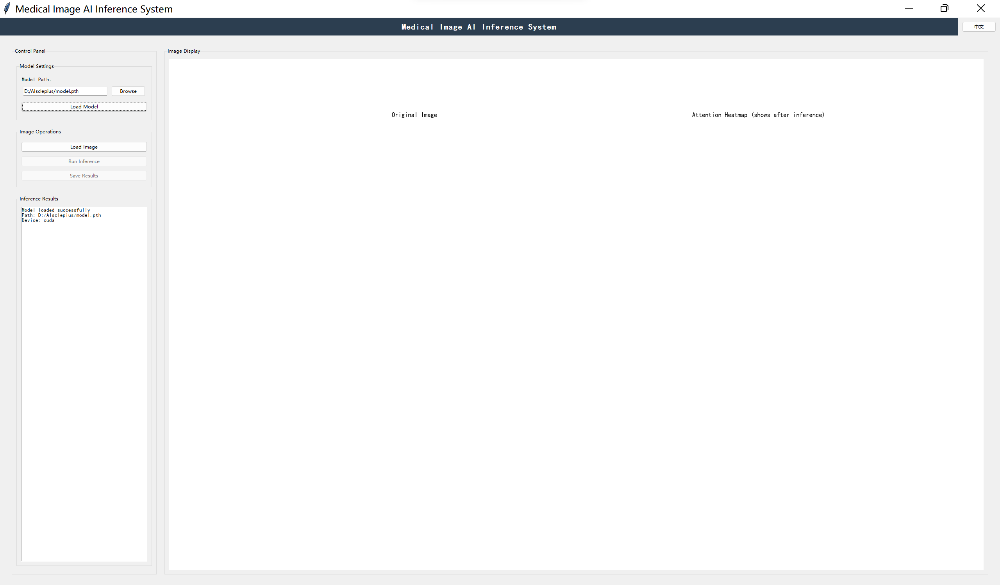 Medical Image AI Inference System
Medical Image AI Inference System
中文
Control Panel
Model Settings
Model Path:
D:/AIsclepius/model.pth
Browse
Load Model
Image Operations
Load Image
Run Inference
Save Results
Inference Results
Model loaded successfully
Path: D:/AIsclepius/model.pth
Device: cuda
Image Display
Original Image
Attention Heatmap (shows after inference)